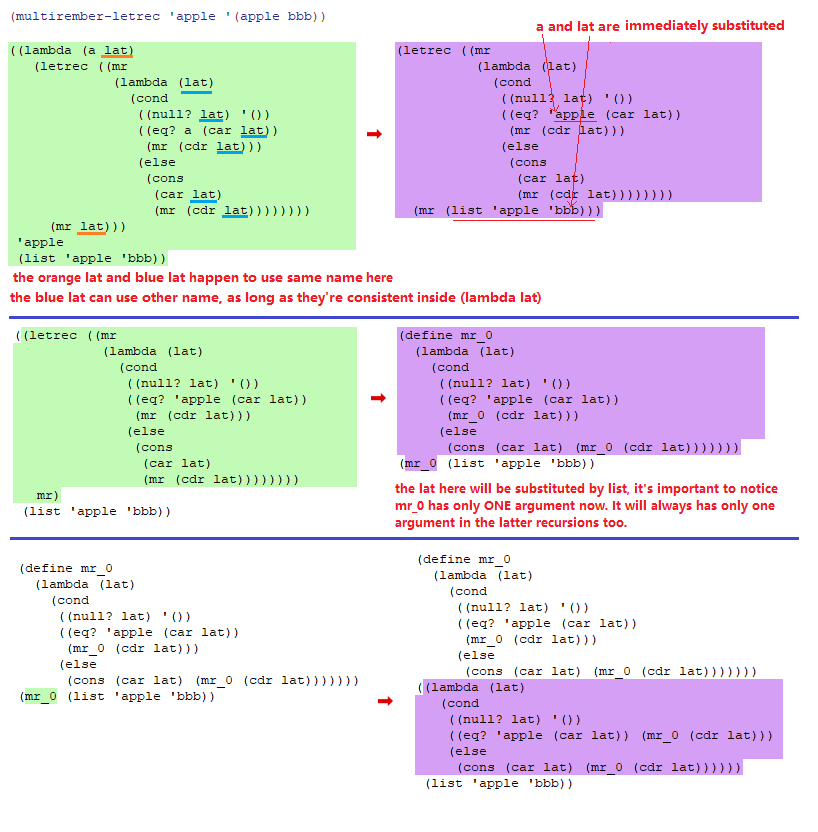 (multirember-letrec 'apple '(apple bbb))
a and lat are immediately substituted
((lambda (a lat)
(letrec ((mr
(lambda (lat)
(cond
((null? lat) '())
((eq? a (car lat))
(mr (cdr lat)))
(else
(cons
(car lat)
(mr (cdr lat))))))))
(mr lat)))
'apple
(list 'apple 'bbb))
(letrec ((mr
(lambda (lat)
(cond
((null? lat) '())
((eq? 'apple (car lat))
(mr (cdr lat)))
(else
(cons
(car lat)
(mr (cdr lat))))))))
(mr (list 'apple 'bbb)))
the orange lat and blue lat happen to use same name here
the blue lat can use other name, as long as they're consistent inside (lambda lat)
((letrec ((mr
(lambda (lat)
(cond
((null? lat) '())
((eq? 'apple (car lat))
(mr (cdr lat)))
(else
(cons
(car lat)
(mr (cdr lat))))))))
mr)
(list 'apple 'bbb))
(define mr_0
(lambda (lat)
(cond
((null? lat) '())
((eq? 'apple (car lat))
(mr_0 (cdr lat)))
(else
(cons (car lat) (mr_0 (cdr lat)))))))
(mr_0 (list 'apple 'bbb))
the lat here will be substituted by list, it's important to notice
mr_0 has only ONE argument now. It will always has only one
argument in the latter recursions too.
(define mr_0
(lambda (lat)
(cond
((null? lat) '())
((eq? 'apple (car lat))
(mr_0 (cdr lat)))
(else
(cons (car lat) (mr_0 (cdr lat)))))))
(mr_0 (list 'apple 'bbb))
(define mr_0
(lambda (lat)
(cond
((null? lat) '())
((eq? 'apple (car lat))
(mr_0 (cdr lat)))
(else
(cons (car lat) (mr_0 (cdr lat)))))))
((lambda (lat)
(cond
((null? lat) '())
((eq? 'apple (car lat)) (mr_0 (cdr lat)))
(else
(cons (car lat) (mr_0 (cdr lat))))))
(list 'apple 'bbb))